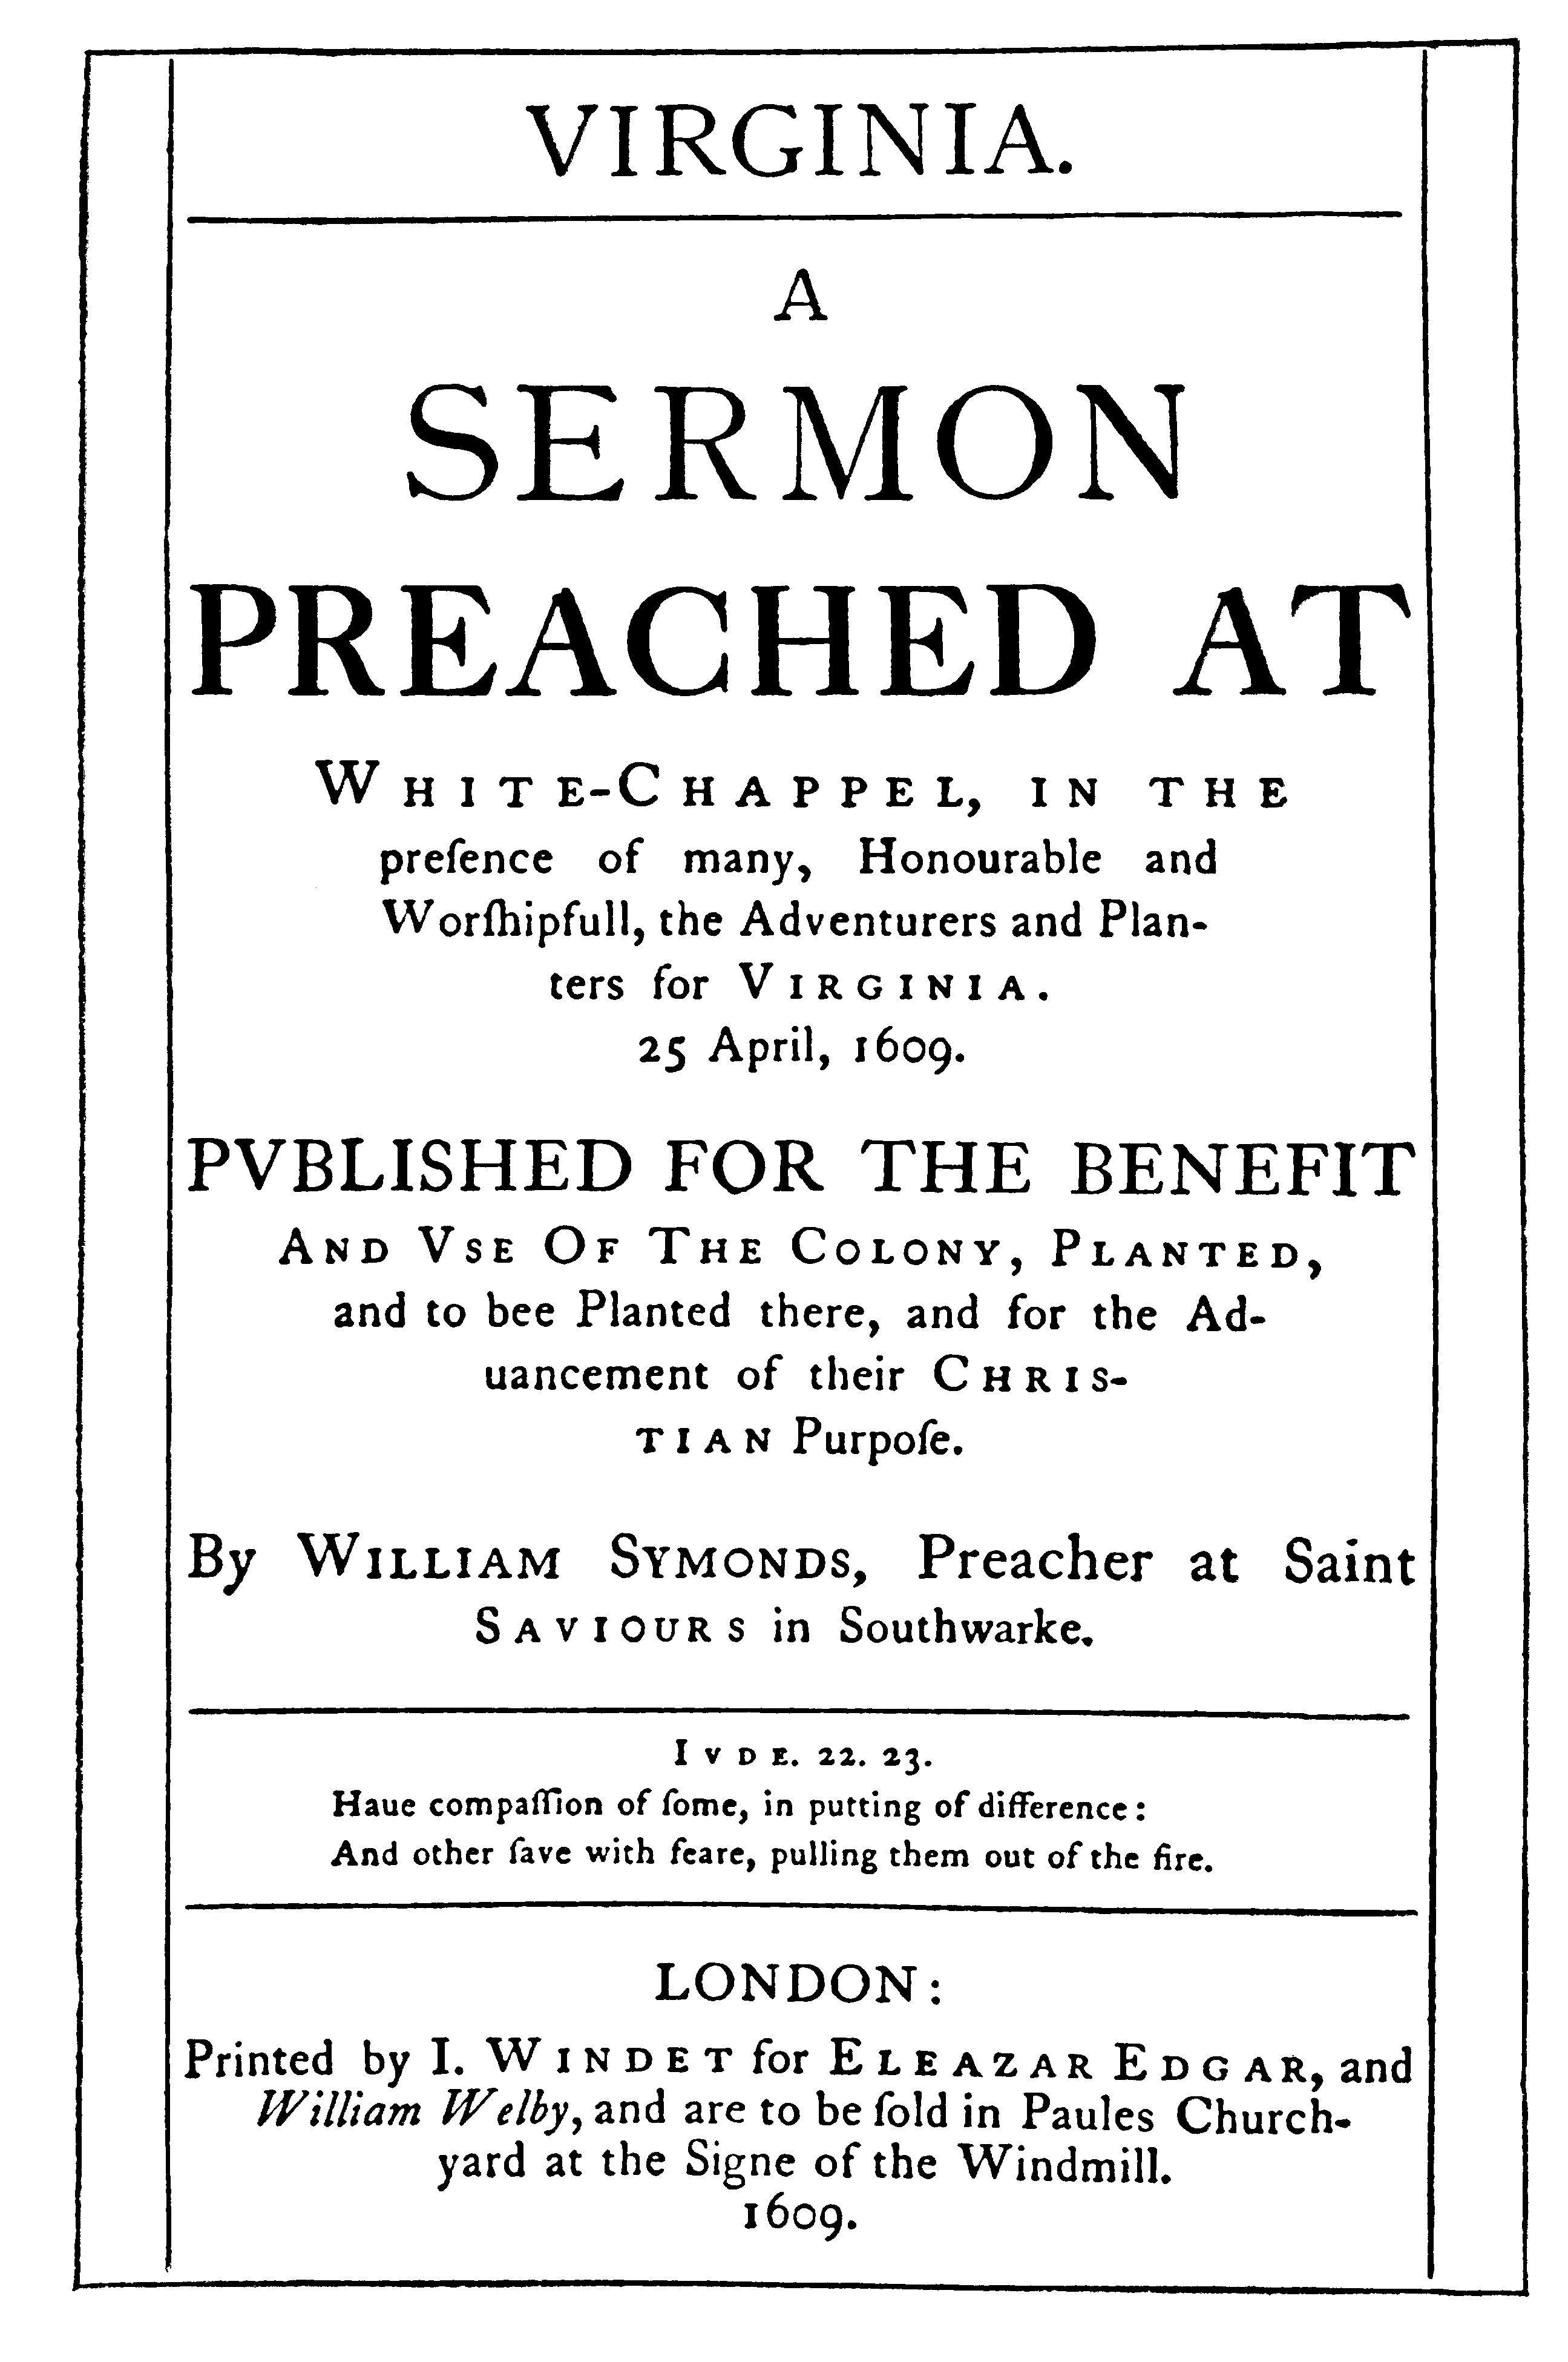 VIRGINIA.
A
SERMON
PREACHED AT
WHITE-CHAPPEL, IN THE
preſence of many, Honourable and
Worſhipfull, the Adventurers and Plan-
ters for VIRGINIA.
25 April, 1609.
PVBLISHED FOR THE BENEFIT
AND VSE OF THE COLONY, PLANTED,
and to bee Planted there, and for the Ad-
uancement of their CHRIS-
TIAN Purpoſe.
By WILLIAM SYMONDS, Preacher at Saint
SAVIOURS in Southwarke.
IVDE. 22. 23.
Haue compaſſion of ſome, in putting of difference:
And other ſave with feare, pulling them out of the fire.
LONDON:
Printed by I. WINDET for ELEAZAR EDGAR, and
William Welby, and are to be ſold in Paules Church-
yard at the Signe of the Windmill.
1609.